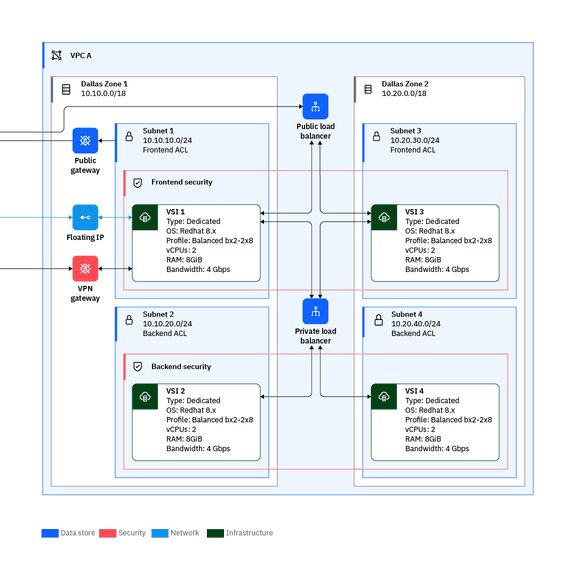 VPC A
Dallas Zone 1
10.10.0.0/18
Dallas Zone 2
10.20.0.0/18
Public load
balancer
Public
gateway
Subnet 1
10.10.10.0/24
Frontend ACL
Subnet 3
10.20.30.0/24
Frontend ACL
Frontend security
Floating IP
VSI 1
Type: Dedicated
OS: Redhat 8.x
Profile: Balanced bx2-2x8
vCPUs: 2
RAM: 8GiB
Bandwidth: 4 Gbps
VSI 3
Type: Dedicated
OS: Redhat 8.x
Profile: Balanced bx2-2x8
vCPUs: 2
RAM: 8GiB
Bandwidth: 4 Gbps
VPN
gateway
Subnet 2
10.10.20.0/24
Backend ACL
Private load
balancer
Subnet 4
10.20.40.0/24
Backend ACL
Backend security
VSI 2
Type: Dedicated
OS: Redhat 8.x
Profile: Balanced bx2-2x8
vCPUs: 2
RAM: 8GiB
Bandwidth: 4 Gbps
VSI 4
Type: Dedicated
OS: Redhat 8.x
Profile: Balanced bx2-2x8
vCPUs: 2
RAM: 8GiB
Bandwidth: 4 Gbps
Data store
Security
Network
Infrastructure